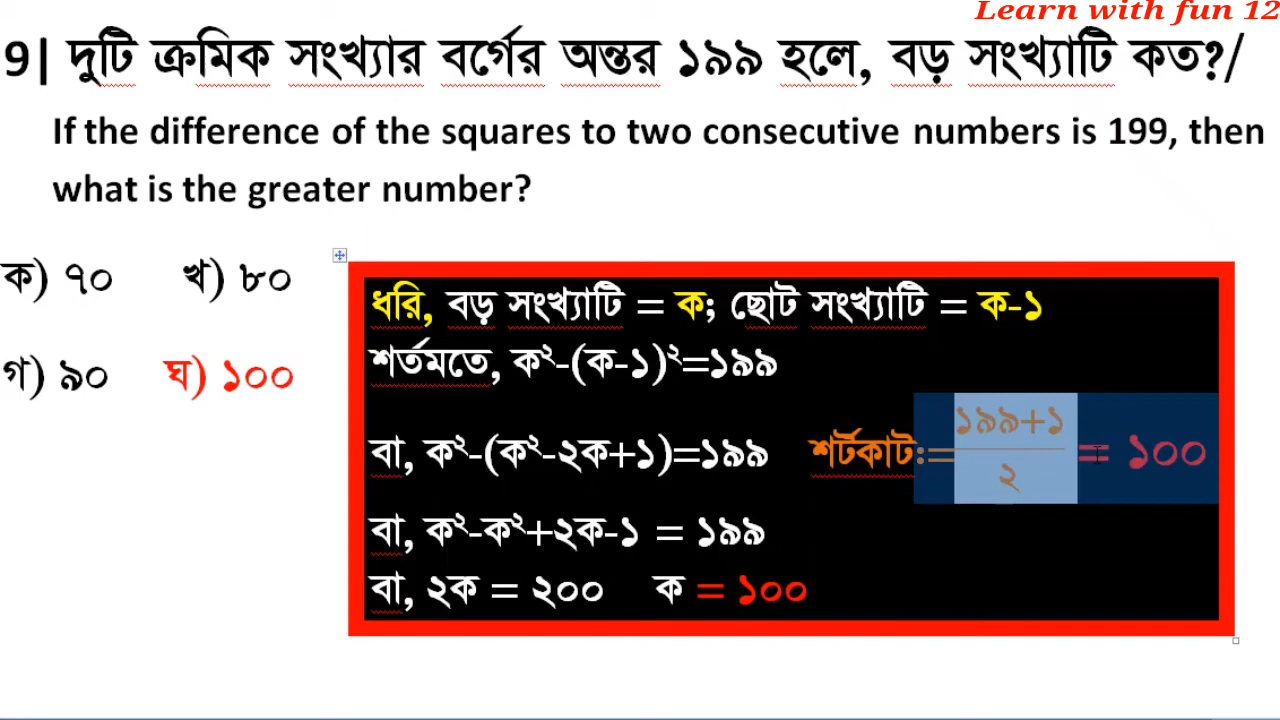 Learn with fun 12
9| দুটি ক্রমিক সংখ্যার বর্গের অন্তর ১৯৯ হলে, বড় সংখ্যাটি কত?/
If the difference of the squares to two consecutive numbers is 199, then
what is the greater number?
ক) ৭০ খ) ৮০
গ) ৯০ ঘ) ১০০
ধরি, বড় সংখ্যাটি = ক; ছোট সংখ্যাটি = ক-১
শর্তমতে, ক²-(ক-১)²=১৯৯
বা, ক²-(ক²-২ক+১)=১৯৯ শর্টকাট:=(১৯৯+১)/২ = ১০০
বা, ক²-ক²+২ক-১ = ১৯৯
বা, ২ক = ২০০ ক = ১০০